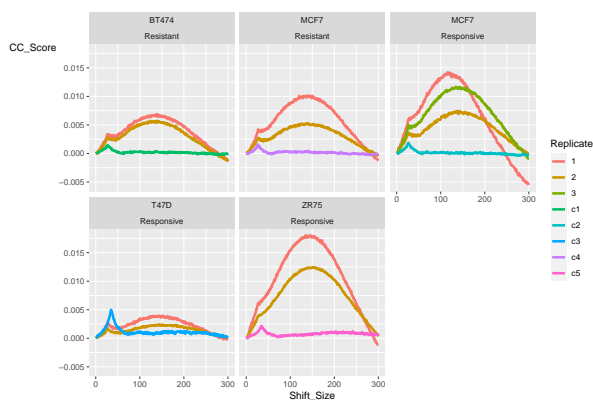 BT474
Resistant
MCF7
Resistant
MCF7
Responsive
CC_Score
0.015
0.010
0.005
0.000
−0.005
0 100 200 300
T47D
Responsive
ZR75
Responsive
0.015
0.010
0.005
0.000
−0.005
0 100 200 300
0 100 200 300
Shift_Size
Replicate
1
2
3
c1
c2
c3
c4
c5